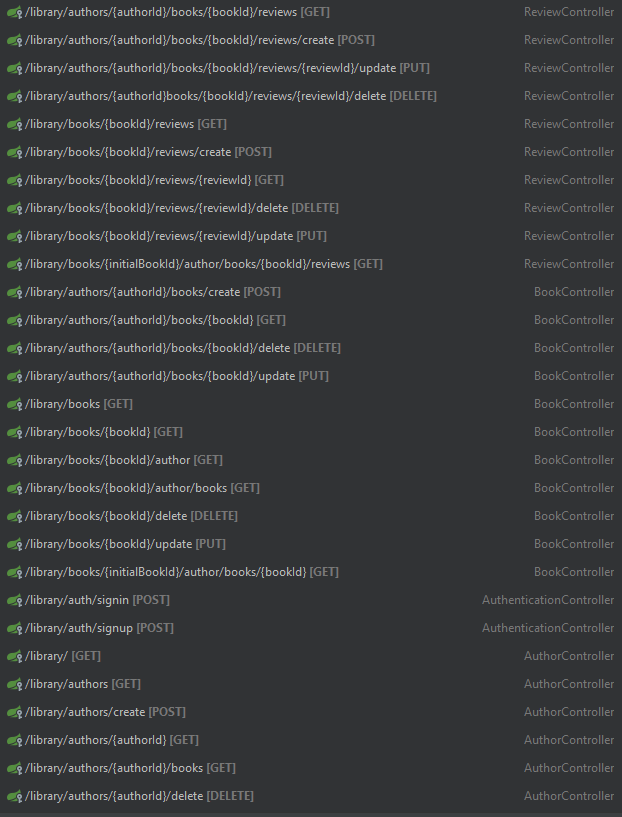 /library/authors/{authorId}/books/{bookId}/reviews [GET] ReviewController
/library/authors/{authorId}/books/{bookId}/reviews/create [POST] ReviewController
/library/authors/{authorId}/books/{bookId}/reviews/{reviewId}/update [PUT] ReviewController
/library/authors/{authorId}books/{bookId}/reviews/{reviewId}/delete [DELETE] ReviewController
/library/books/{bookId}/reviews [GET] ReviewController
/library/books/{bookId}/reviews/create [POST] ReviewController
/library/books/{bookId}/reviews/{reviewId} [GET] ReviewController
/library/books/{bookId}/reviews/{reviewId}/delete [DELETE] ReviewController
/library/books/{bookId}/reviews/{reviewId}/update [PUT] ReviewController
/library/books/{initialBookId}/author/books/{bookId}/reviews [GET] ReviewController
/library/authors/{authorId}/books/create [POST] BookController
/library/authors/{authorId}/books/{bookId} [GET] BookController
/library/authors/{authorId}/books/{bookId}/delete [DELETE] BookController
/library/authors/{authorId}/books/{bookId}/update [PUT] BookController
/library/books [GET] BookController
/library/books/{bookId} [GET] BookController
/library/books/{bookId}/author [GET] BookController
/library/books/{bookId}/author/books [GET] BookController
/library/books/{bookId}/delete [DELETE] BookController
/library/books/{bookId}/update [PUT] BookController
/library/books/{initialBookId}/author/books/{bookId} [GET] BookController
/library/auth/signin [POST] AuthenticationController
/library/auth/signup [POST] AuthenticationController
/library/ [GET] AuthorController
/library/authors [GET] AuthorController
/library/authors/create [POST] AuthorController
/library/authors/{authorId} [GET] AuthorController
/library/authors/{authorId}/books [GET] AuthorController
/library/authors/{authorId}/delete [DELETE] AuthorController